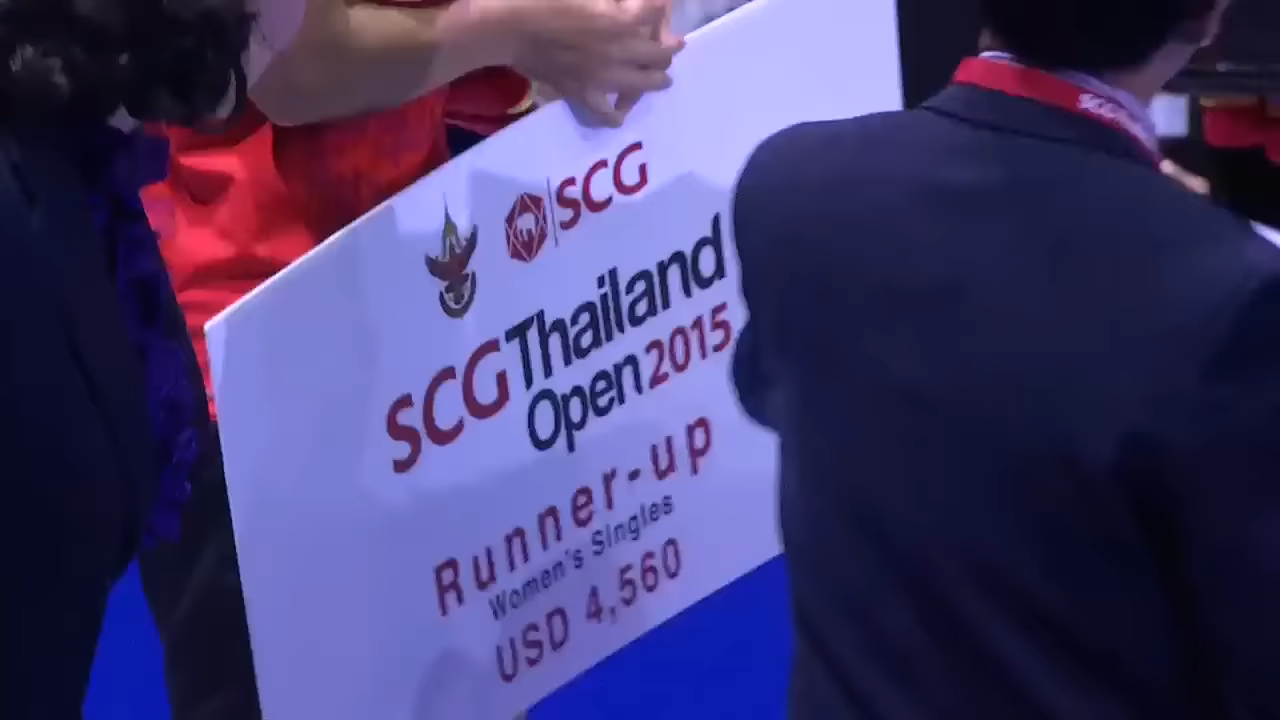 SCG
SCG Thailand
Open 2015
Runner-up
Women's Singles
USD 4,560